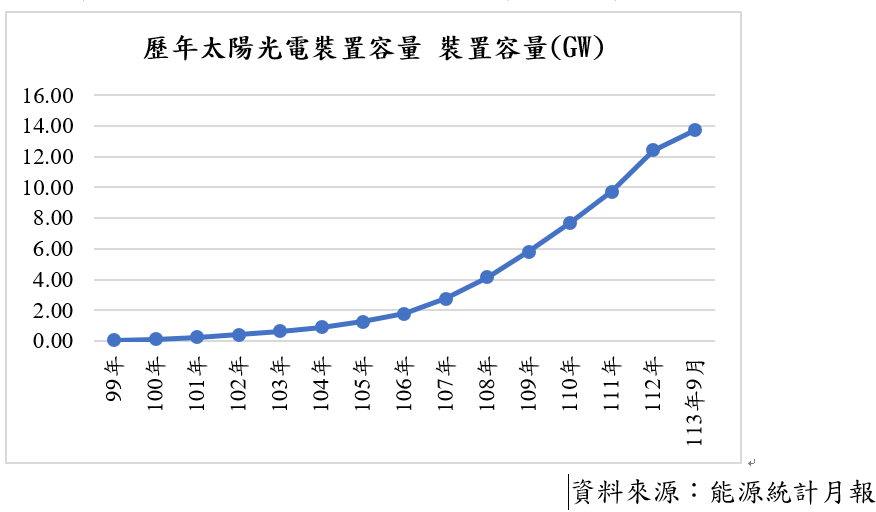 歷年太陽光電裝置容量 裝置容量(GW)
16.00
14.00
12.00
10.00
8.00
6.00
4.00
2.00
0.00
99年
100年
101年
102年
103年
104年
105年
106年
107年
108年
109年
110年
111年
112年
113年9月
資料來源：能源統計月報